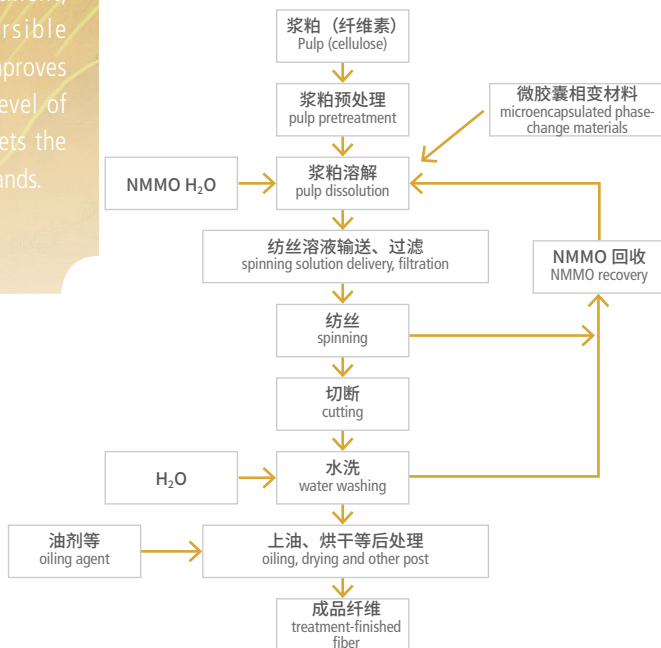 rsible
mproves
evel of
ets the
ands.
浆粕（纤维素）
Pulp (cellulose)
浆粕预处理
pulp pretreatment
微胶囊相变材料
microencapsulated phase-
change materials
NMMO H₂O
浆粕溶解
pulp dissolution
纺丝溶液输送、过滤
spinning solution delivery, filtration
NMMO 回收
NMMO recovery
纺丝
spinning
切断
cutting
H₂O
水洗
water washing
油剂等
oiling agent
上油、烘干等后处理
oiling, drying and other post
成品纤维
treatment-finished
fiber